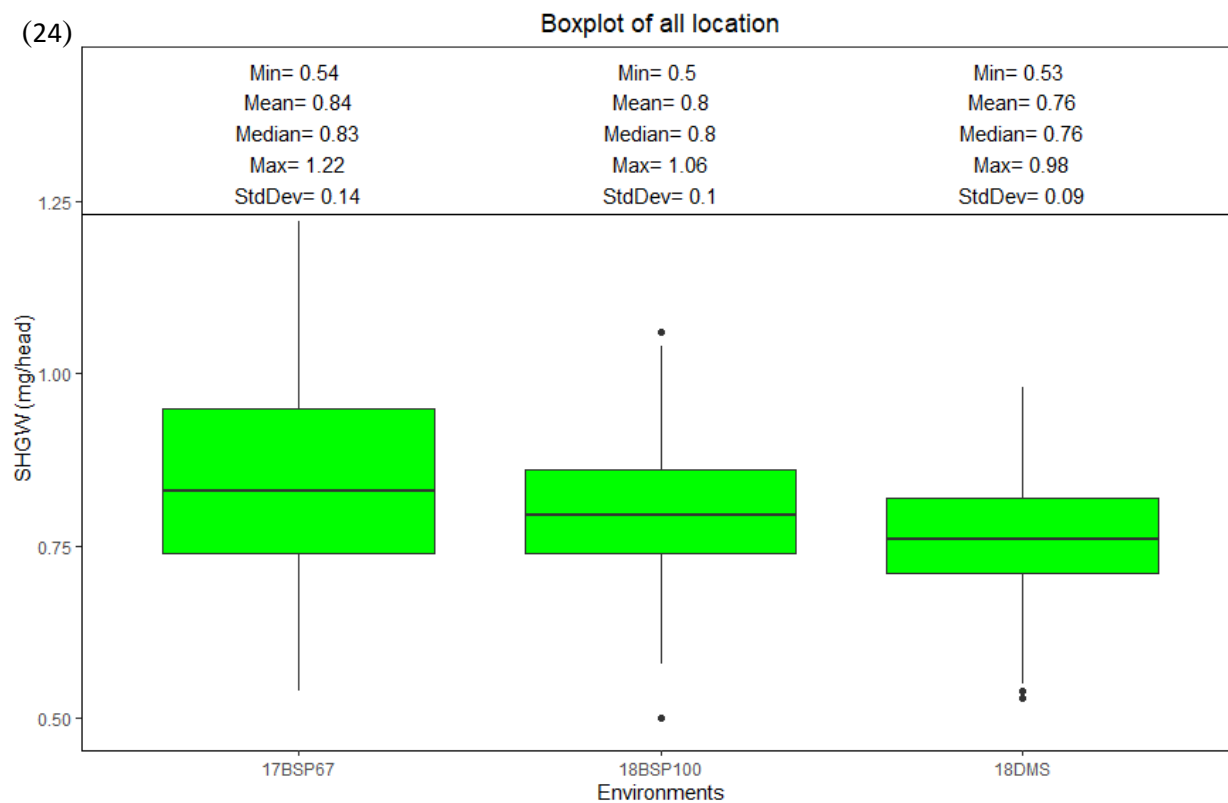 (24)
Boxplot of all location
Min= 0.54
Mean= 0.84
Median= 0.83
Max= 1.22
StdDev= 0.14
Min= 0.5
Mean= 0.8
Median= 0.8
Max= 1.06
StdDev= 0.1
Min= 0.53
Mean= 0.76
Median= 0.76
Max= 0.98
StdDev= 0.09
SHGW (mg/head)
1.25
1.00
0.75
0.50
17BSP67
18BSP100
18DMS
Environments